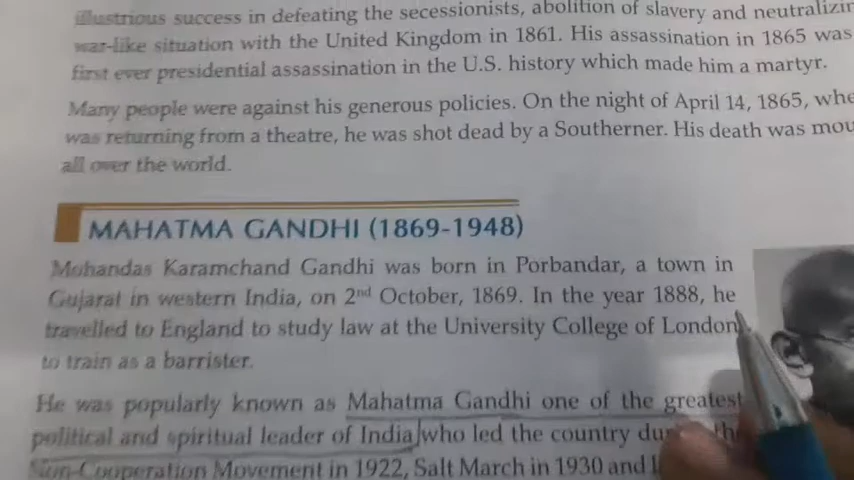 illustrious success in defeating the secessionists, abolition of slavery and neutralizin
war-like situation with the United Kingdom in 1861. His assassination in 1865 was
first ever presidential assassination in the U.S. history which made him a martyr.
Many people were against his generous policies. On the night of April 14, 1865, whe
was returning from a theatre, he was shot dead by a Southerner. His death was mou
all over the world.
MAHATMA GANDHI (1869-1948)
Mohandas Karamchand Gandhi was born in Porbandar, a town in
Gujarat in western India, on 2nd October, 1869. In the year 1888, he
travelled to England to study law at the University College of London
to train as a barrister.
He was popularly known as Mahatma Gandhi one of the greatest
political and spiritual leader of India who led the country during the
Non-Cooperation Movement in 1922, Salt March in 1930 and